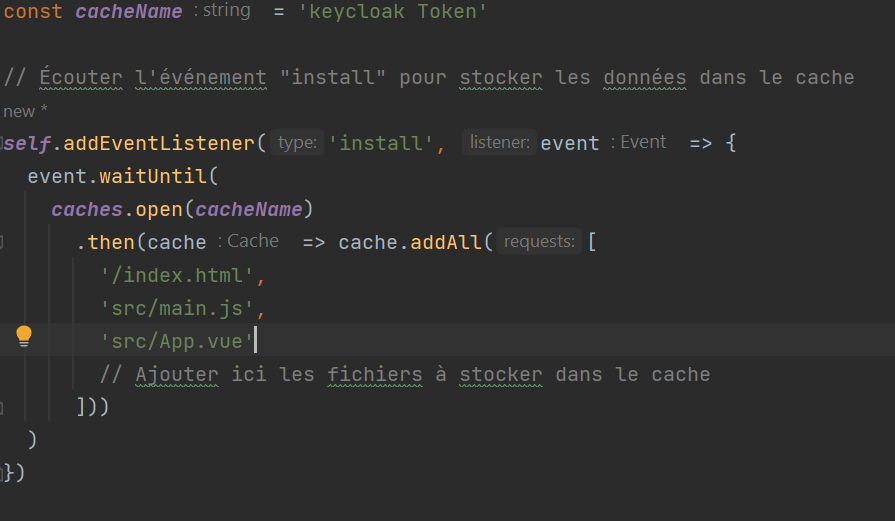 const cacheName : string = 'keycloak Token'
// Écouter l'événement "install" pour stocker les données dans le cache
new *
self.addEventListener( type: 'install', listener: event : Event => {
event.waitUntil(
caches.open(cacheName)
.then(cache : Cache => cache.addAll( requests: [
'/index.html',
'src/main.js',
'src/App.vue'
// Ajouter ici les fichiers à stocker dans le cache
]))
)
})